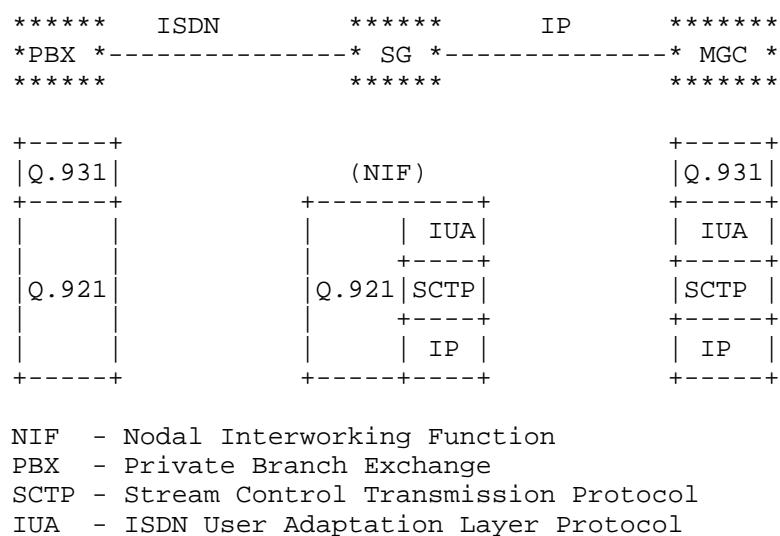 ******   ISDN        ******      IP      *******
*PBX *---------------* SG *--------------* MGC *
******               ******              *******

+-----+                                  +-----+
|Q.931|              (NIF)               |Q.931|
+-----+           +----------+           +-----+
|     |           |     | IUA|           | IUA |
|     |           |     +----+           +-----+
|Q.921|           |Q.921|SCTP|           |SCTP |
|     |           |     +----+           +-----+
|     |           |     | IP |           | IP  |
+-----+           +-----+----+           +-----+

NIF  - Nodal Interworking Function
PBX  - Private Branch Exchange
SCTP - Stream Control Transmission Protocol
IUA  - ISDN User Adaptation Layer Protocol